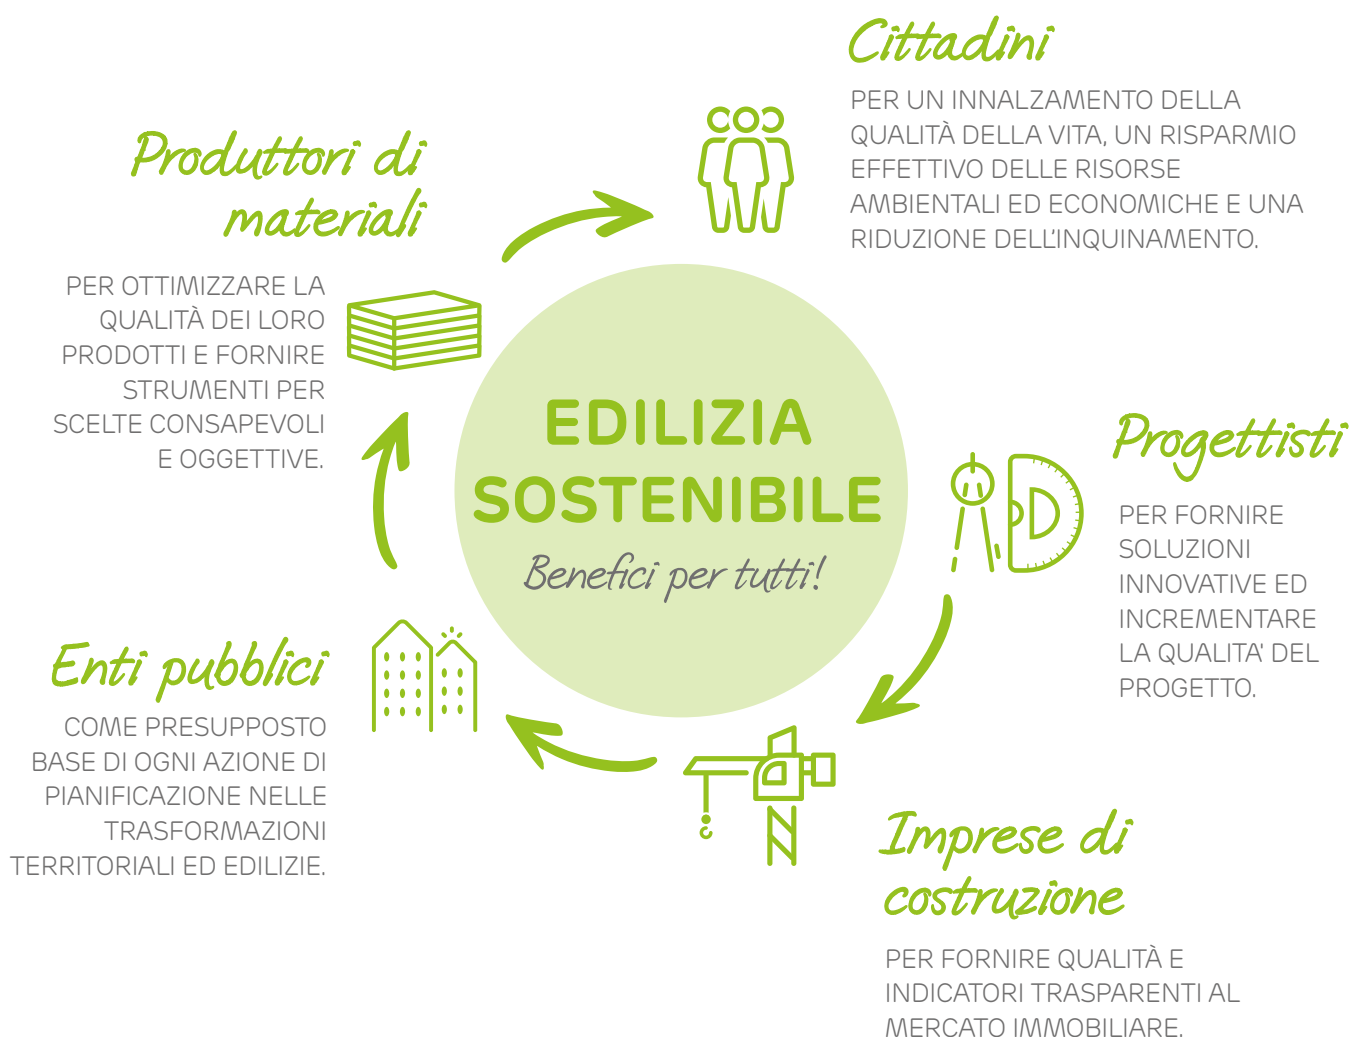 Cittadini
PER UN INNALZAMENTO DELLA
QUALITÀ DELLA VITA, UN RISPARMIO
EFFETTIVO DELLE RISORSE
AMBIENTALI ED ECONOMICHE E UNA
RIDUZIONE DELL'INQUINAMENTO.
Produttori di
materiali
PER OTTIMIZZARE LA
QUALITÀ DEI LORO
PRODOTTI E FORNIRE
STRUMENTI PER
SCELTE CONSAPEVOLI
E OGGETTIVE.
EDILIZIA
SOSTENIBILE
Benefici per tutti!
Progettisti
PER FORNIRE
SOLUZIONI
INNOVATIVE ED
INCREMENTARE
LA QUALITA' DEL
PROGETTO.
Enti pubblici
COME PRESUPPOSTO
BASE DI OGNI AZIONE DI
PIANIFICAZIONE NELLE
TRASFORMAZIONI
TERRITORIALI ED EDILIZIE.
Imprese di
costruzione
PER FORNIRE QUALITÀ E
INDICATORI TRASPARENTI AL
MERCATO IMMOBILIARE.